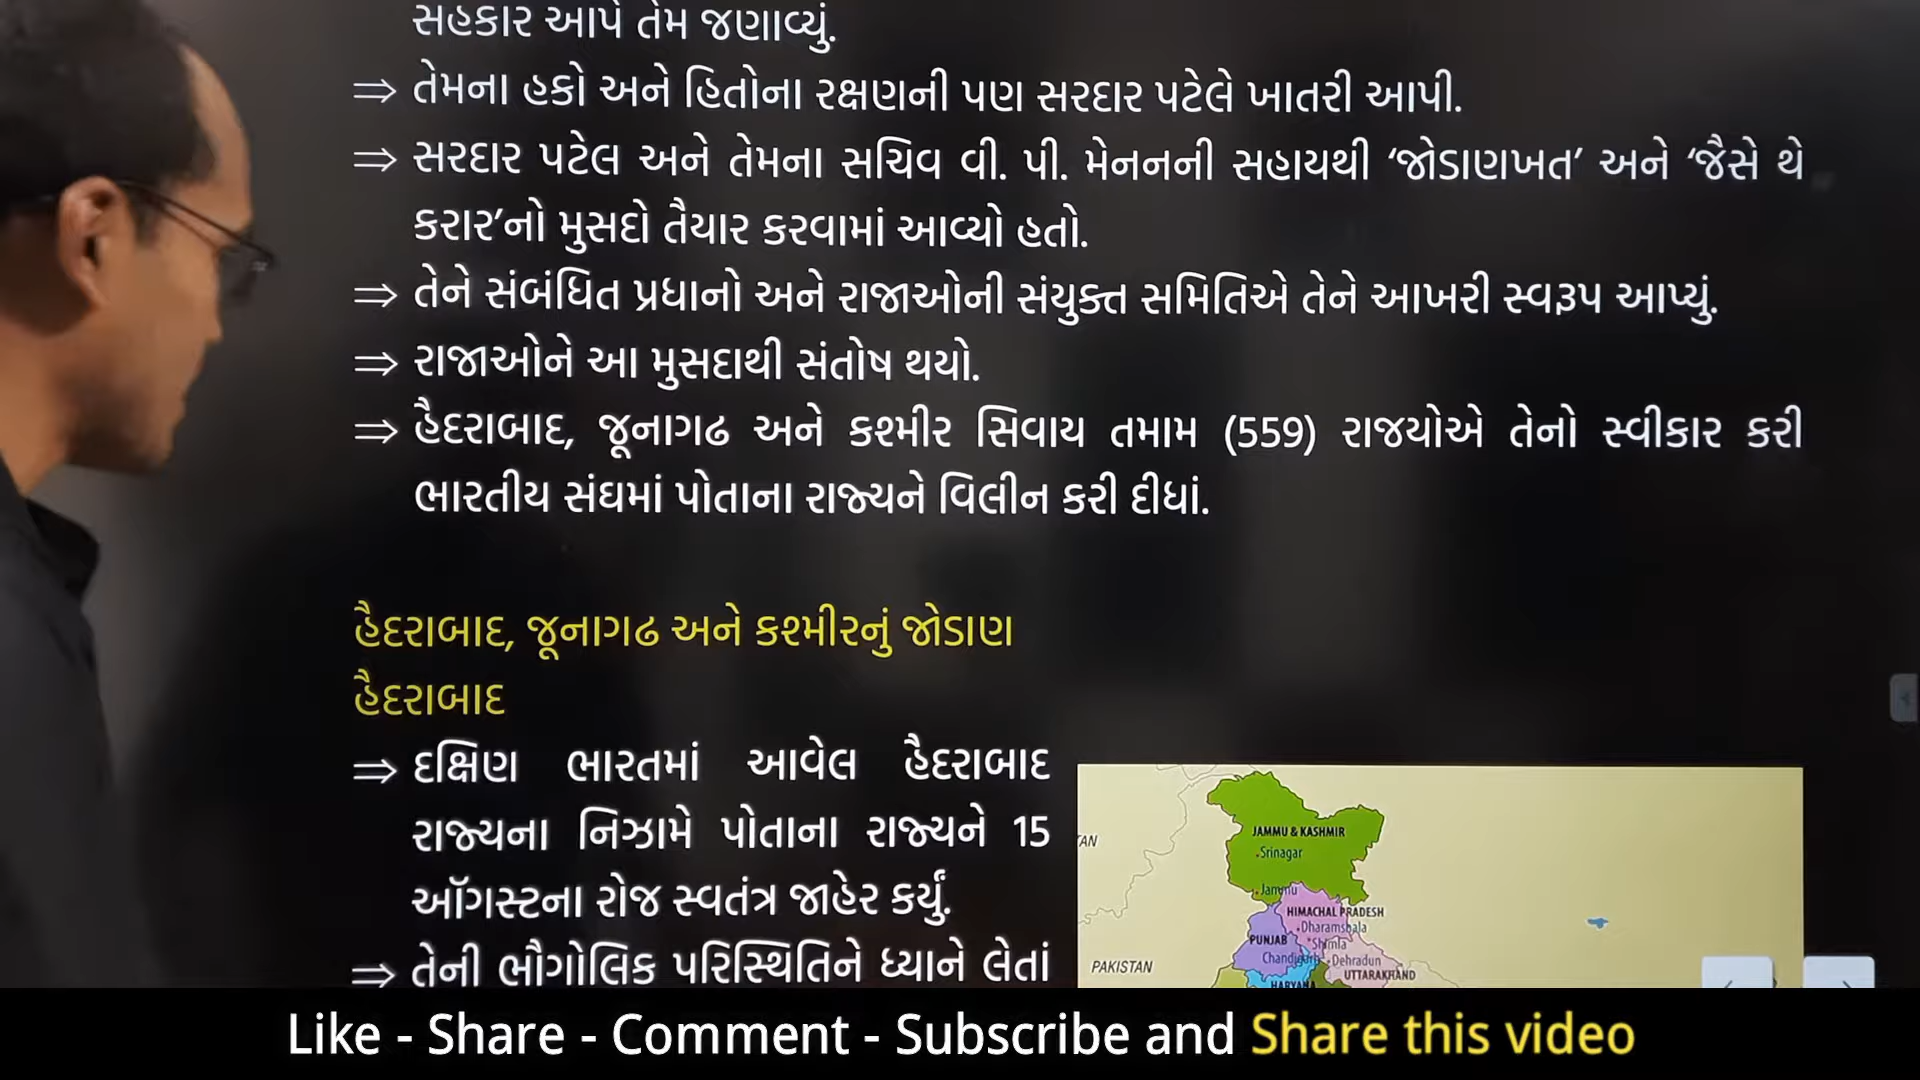 સહકાર આપે તેમ જણાવ્યું.
⇒ તેમના હકો અને હિતોના રક્ષણની પણ સરદાર પટેલે ખાતરી આપી.
⇒ સરદાર પટેલ અને તેમના સચિવ વી. પી. મેનનની સહાયથી ‘જોડાણખત’ અને ‘જૈસે થે
કરાર’નો મુસદો તૈયાર કરવામાં આવ્યો હતો.
⇒ તેને સંબંધિત પ્રધાનો અને રાજાઓની સંયુક્ત સમિતિએ તેને આખરી સ્વરૂપ આપ્યું.
⇒ રાજાઓને આ મુસદાથી સંતોષ થયો.
⇒ હૈદરાબાદ, જૂનાગઢ અને કશ્મીર સિવાય તમામ (559) રાજયોએ તેનો સ્વીકાર કરી
ભારતીય સંઘમાં પોતાના રાજ્યને વિલીન કરી દીધાં.
હૈદરાબાદ, જૂનાગઢ અને કશ્મીરનું જોડાણ
હૈદરાબાદ
⇒ દક્ષિણ ભારતમાં આવેલ હૈદરાબાદ
રાજ્યના નિઝામે પોતાના રાજ્યને 15
ઑગસ્ટના રોજ સ્વતંત્ર જાહેર કર્યું.
⇒ તેની ભૌગોલિક પરિસ્થિતિને ધ્યાને લેતાં
JAMMU & KASHMIR
TAN
Srinagar
Jammu
HIMACHAL PRADESH
Dharamshala
PUNJAB
Shimla
Chandigarh
Dehradun
PAKISTAN
UTTARAKHAND
HARYANA
Like - Share - Comment - Subscribe and Share this video